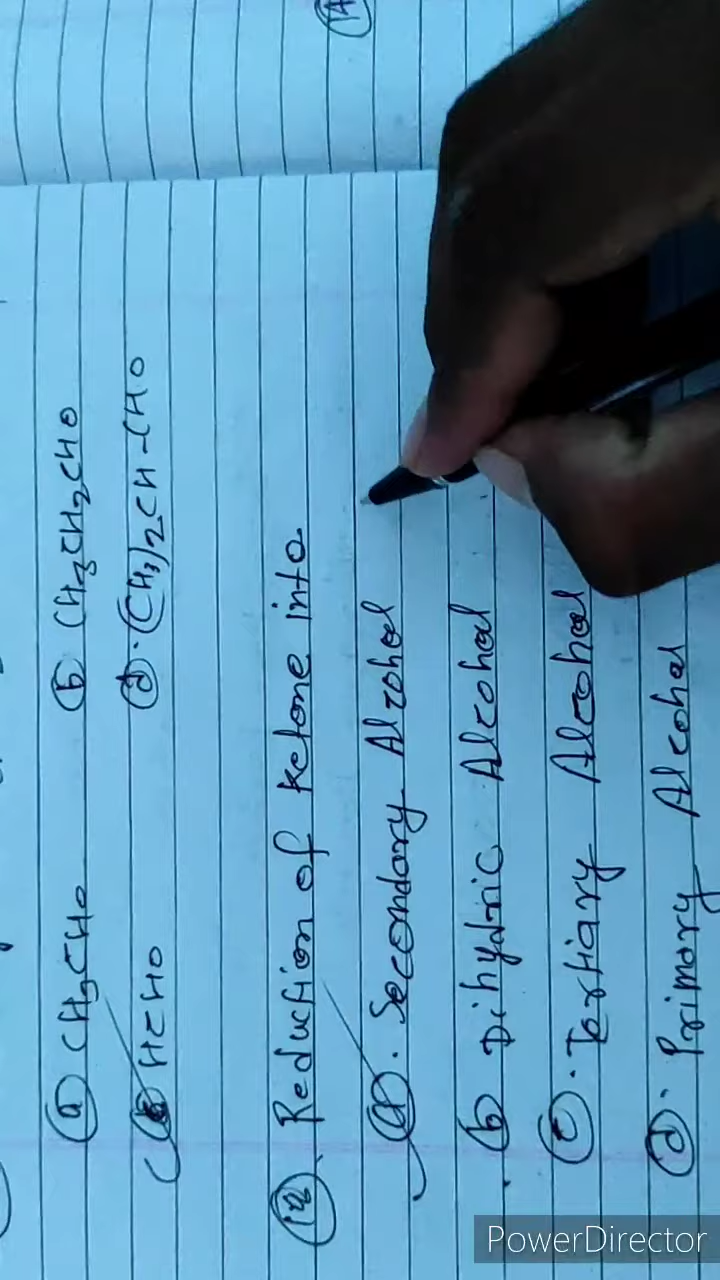 (a) CH3CHO (b) CH3CH2CHO
(c) HCHO (d). (CH3)2CH-CHO
Reduction of ketone into
(a). Secondary Alcohol
(b) Dihydric Alcohol
(c). Tertiary Alcohol
(d). Primary Alcohol
PowerDirector